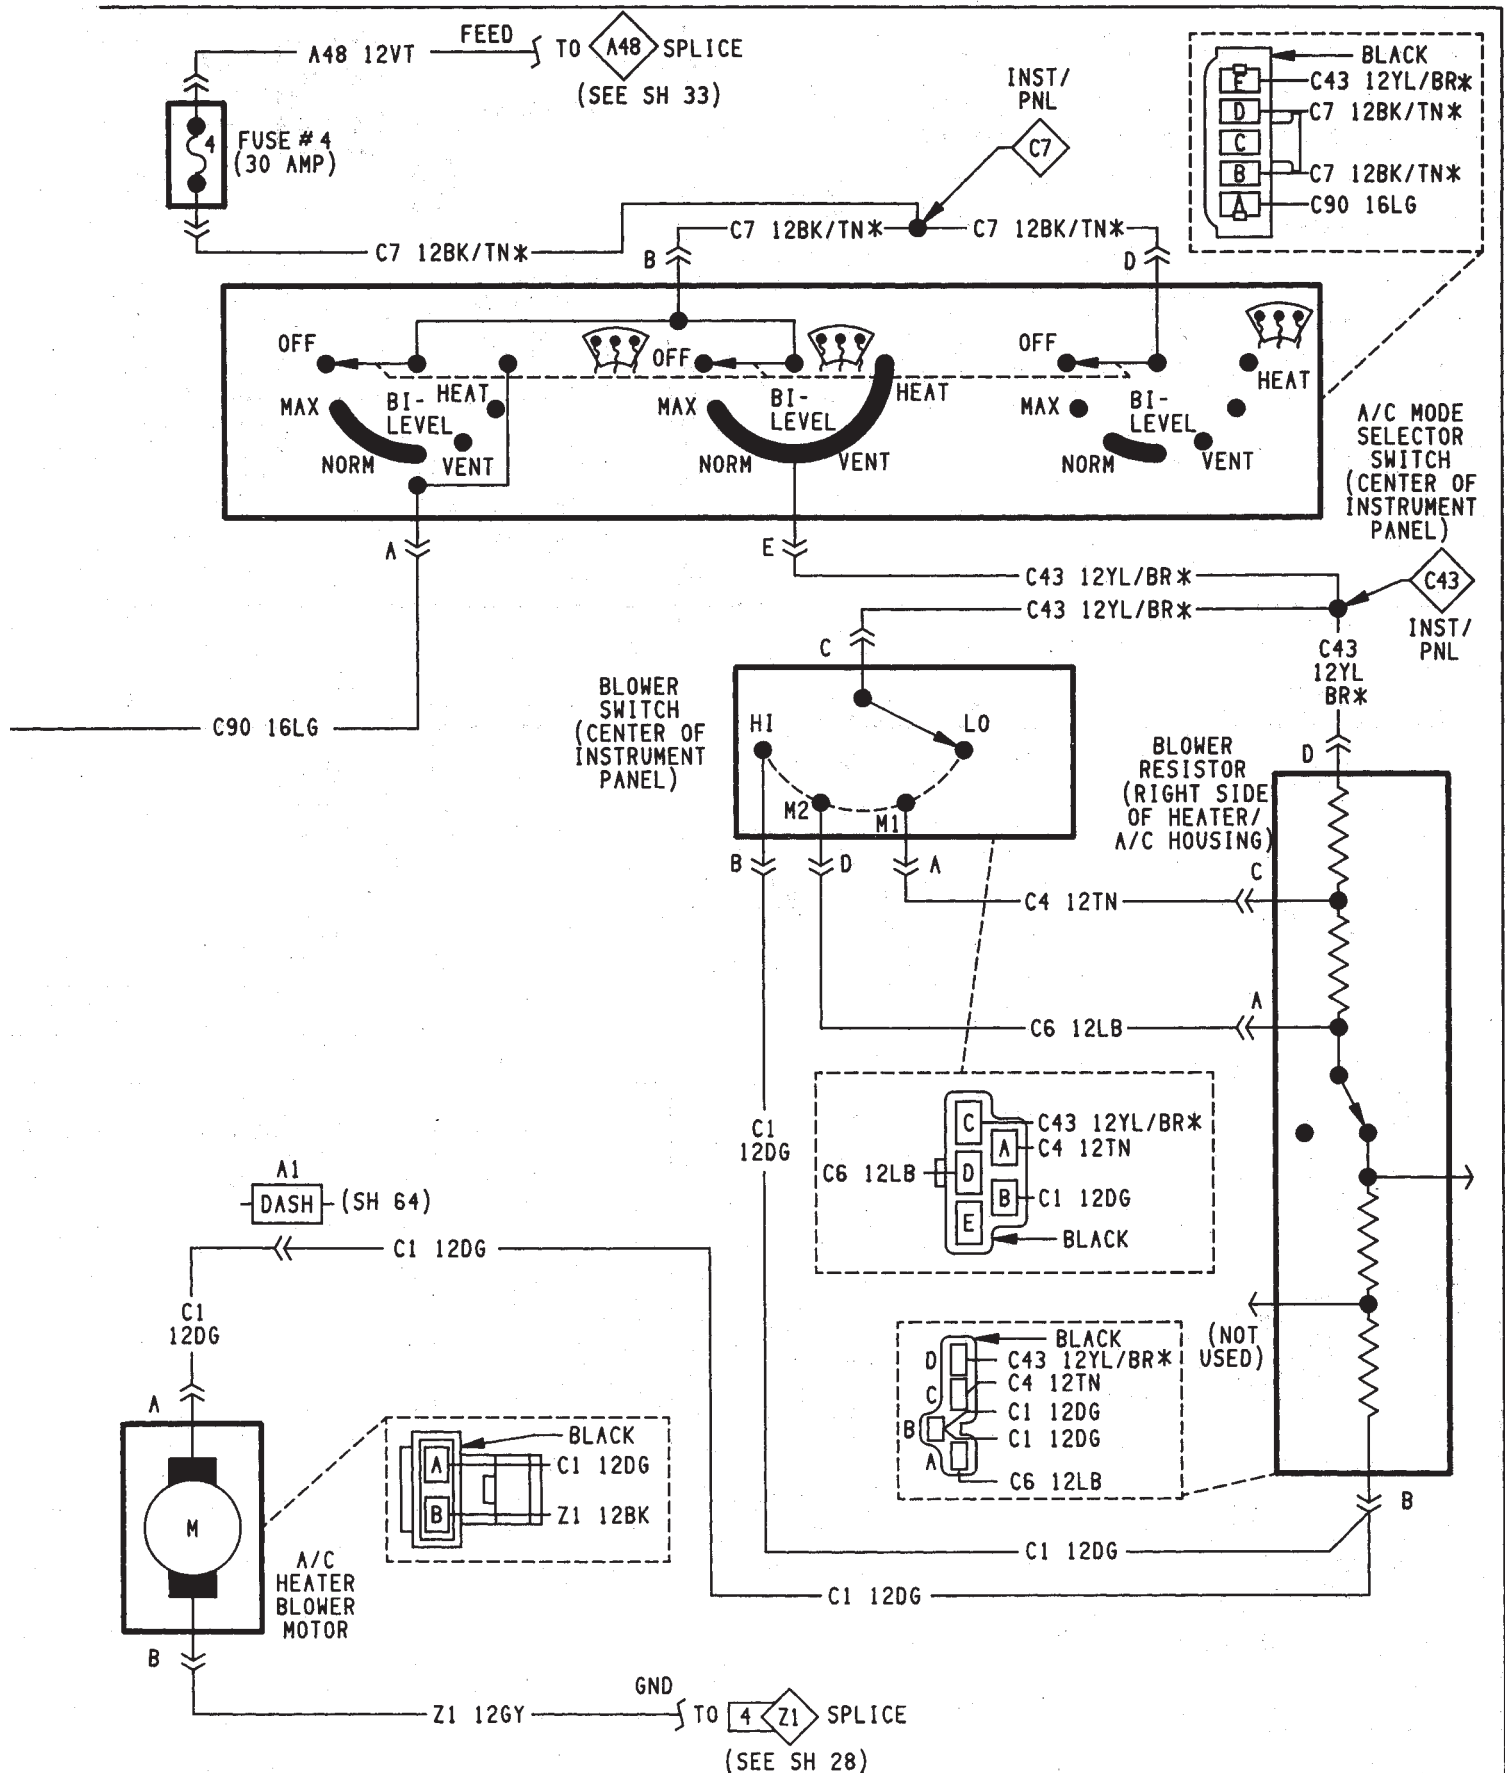 A48 12VT
FEED
TO A48 SPLICE
(SEE SH 33)
4
FUSE #4
(30 AMP)
INST/
PNL
C7
BLACK
F
C43 12YL/BR*
D
C7 12BK/TN*
C
B
C7 12BK/TN*
A
C90 16LG
C7 12BK/TN*
C7 12BK/TN*
C7 12BK/TN*
B
D
OFF
MAX
NORM
BI-
LEVEL
HEAT
VENT
OFF
MAX
NORM
BI-
LEVEL
HEAT
VENT
OFF
MAX
NORM
BI-
LEVEL
HEAT
VENT
A/C MODE
SELECTOR
SWITCH
(CENTER OF
INSTRUMENT
PANEL)
A
E
C43 12YL/BR*
C43 12YL/BR*
C43
INST/
PNL
C43
12YL
BR*
C
BLOWER
SWITCH
(CENTER OF
INSTRUMENT
PANEL)
HI
LO
M2
M1
C90 16LG
BLOWER
RESISTOR
(RIGHT SIDE
OF HEATER/
A/C HOUSING)
D
B
D
A
C
C4 12TN
A
C6 12LB
C1
12DG
C
C43 12YL/BR*
A
C4 12TN
C6 12LB
D
B
C1 12DG
E
BLACK
A1
DASH
(SH 64)
C1 12DG
C1
12DG
(NOT
USED)
BLACK
D
C43 12YL/BR*
C
C4 12TN
C1 12DG
B
C1 12DG
A
C6 12LB
A
BLACK
A
C1 12DG
B
Z1 12BK
M
A/C
HEATER
BLOWER
MOTOR
B
B
C1 12DG
C1 12DG
GND
Z1 12GY
TO 4 Z1 SPLICE
(SEE SH 28)